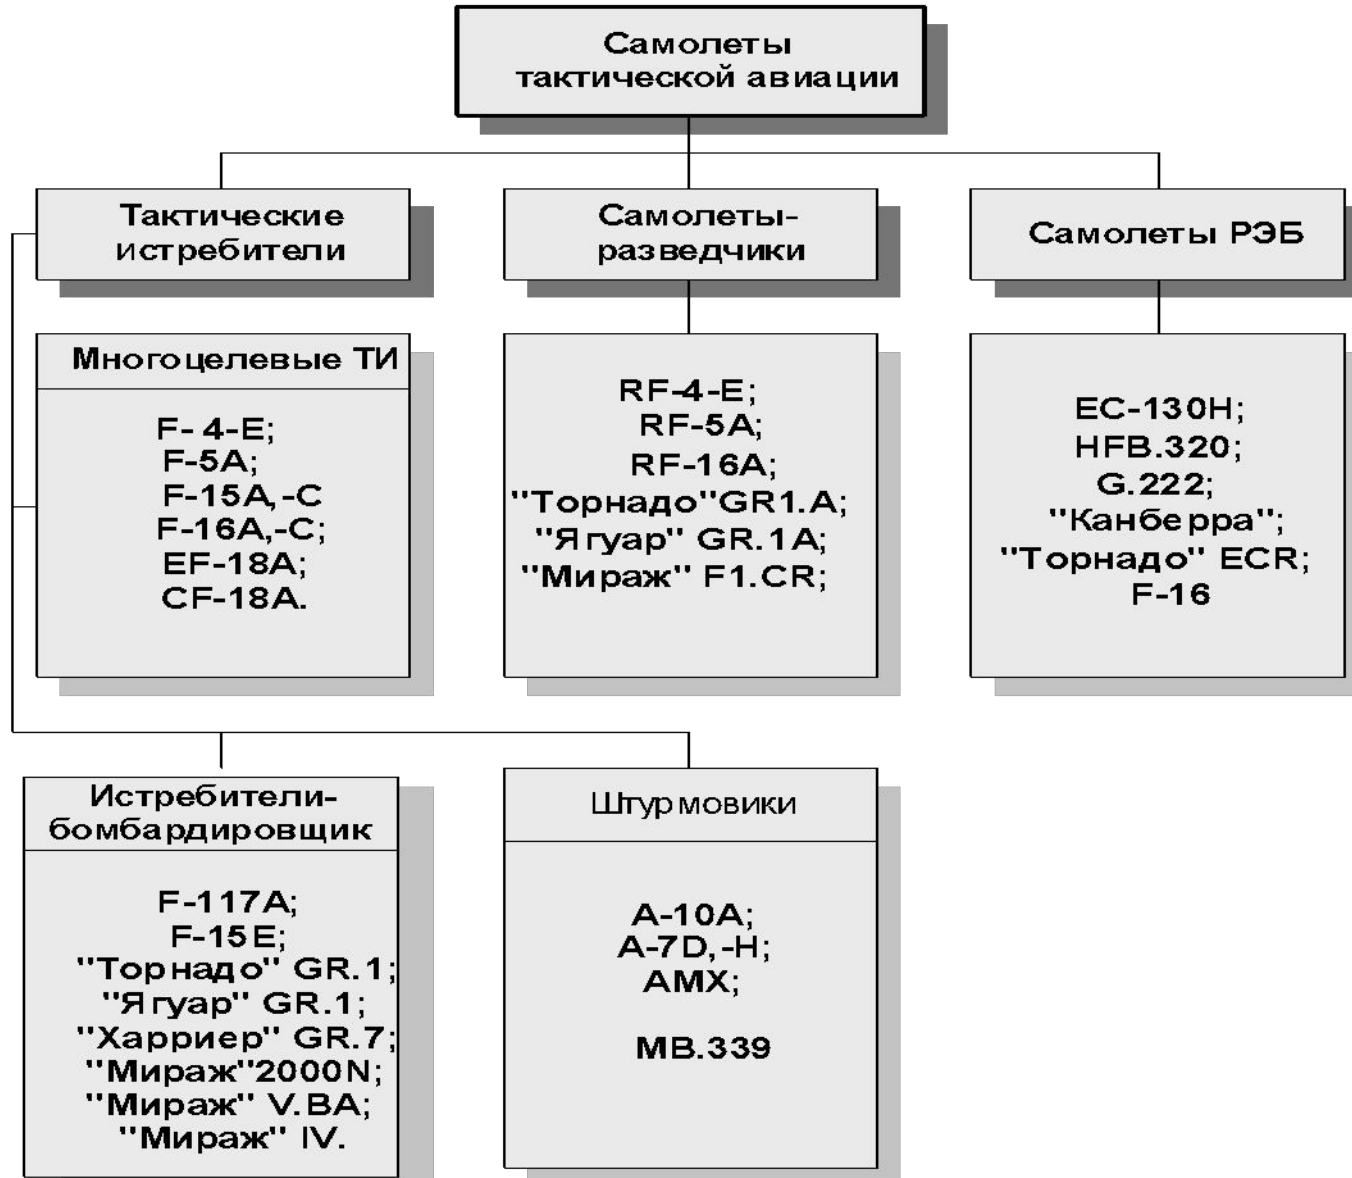 Самолеты
тактической авиации
Тактические
истребители
Самолеты-
разведчики
Самолеты РЭБ
Многоцелевые ТИ
F- 4-E;
F-5A;
F-15A,-C
F-16A,-C;
EF-18A;
CF-18A.
RF-4-E;
RF-5A;
RF-16A;
"Торнадо"GR1.A;
"Ягуар" GR.1A;
"Мираж" F1.CR;
EC-130H;
HFB.320;
G.222;
"Канберра";
"Торнадо" ECR;
F-16
Истребители-
бомбардировщик
F-117A;
F-15E;
"Торнадо" GR.1;
"Ягуар" GR.1;
"Харриер" GR.7;
"Мираж"2000N;
"Мираж" V.BA;
"Мираж" IV.
Штурмовики
A-10A;
A-7D,-H;
AMX;
MB.339